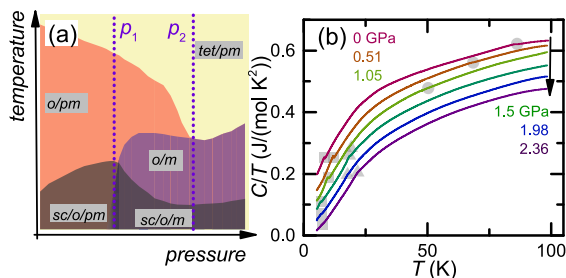 (a)
p1
p2
tet/pm
o/pm
o/m
sc/o/pm
sc/o/m
temperature
pressure
(b)
0 GPa
0.51
1.05
1.5 GPa
1.98
2.36
0.6
0.4
0.2
0.0
0
50
100
C/T (J/(mol K²))
T (K)